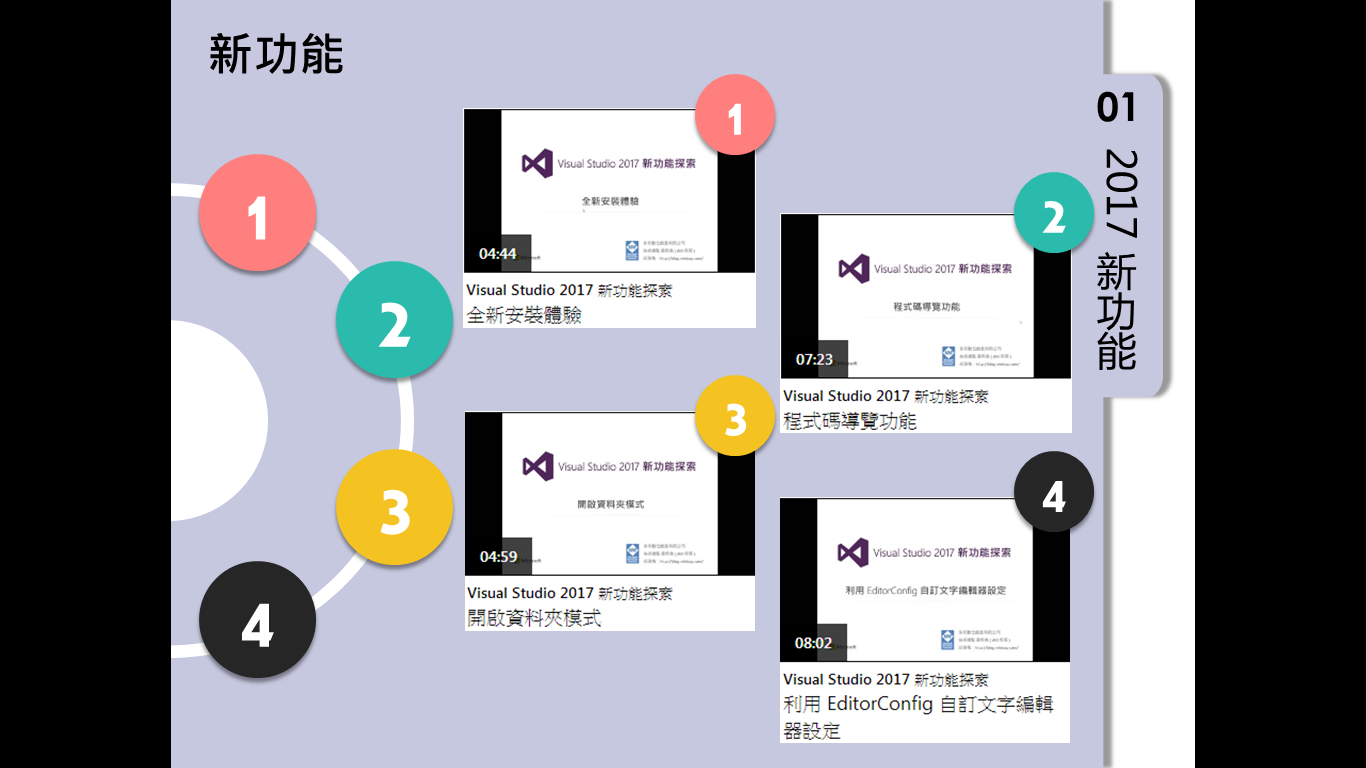 新功能
1
2
3
4
1
Visual Studio 2017 新功能探索
全新安裝體驗
04:44
Visual Studio 2017 新功能探索
全新安裝體驗
2
Visual Studio 2017 新功能探索
程式碼導覽功能
07:23
Visual Studio 2017 新功能探索
程式碼導覽功能
3
Visual Studio 2017 新功能探索
開啟資料夾模式
04:59
Visual Studio 2017 新功能探索
開啟資料夾模式
4
Visual Studio 2017 新功能探索
利用 EditorConfig 自訂文字編輯器設定
08:02
Visual Studio 2017 新功能探索
利用 EditorConfig 自訂文字編輯
器設定
01 2017 新功能